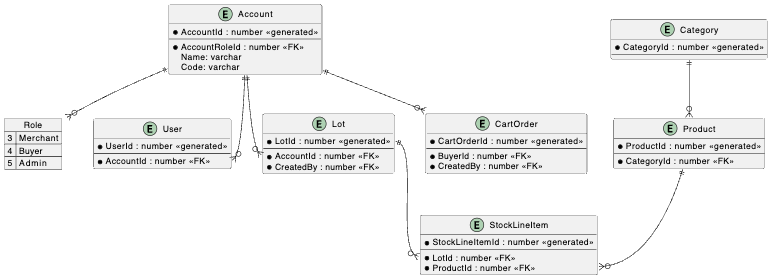 E Account
AccountId : number «generated»
AccountRoleId : number «FK»
Name: varchar
Code: varchar
E Category
CategoryId : number «generated»
Role
3 Merchant
4 Buyer
5 Admin
E User
UserId : number «generated»
AccountId : number «FK»
E Lot
LotId : number «generated»
AccountId : number «FK»
CreatedBy : number «FK»
E CartOrder
CartOrderId : number «generated»
BuyerId : number «FK»
CreatedBy : number «FK»
E Product
ProductId : number «generated»
CategoryId : number «FK»
E StockLineItem
StockLineItemId : number «generated»
LotId : number «FK»
ProductId : number «FK»